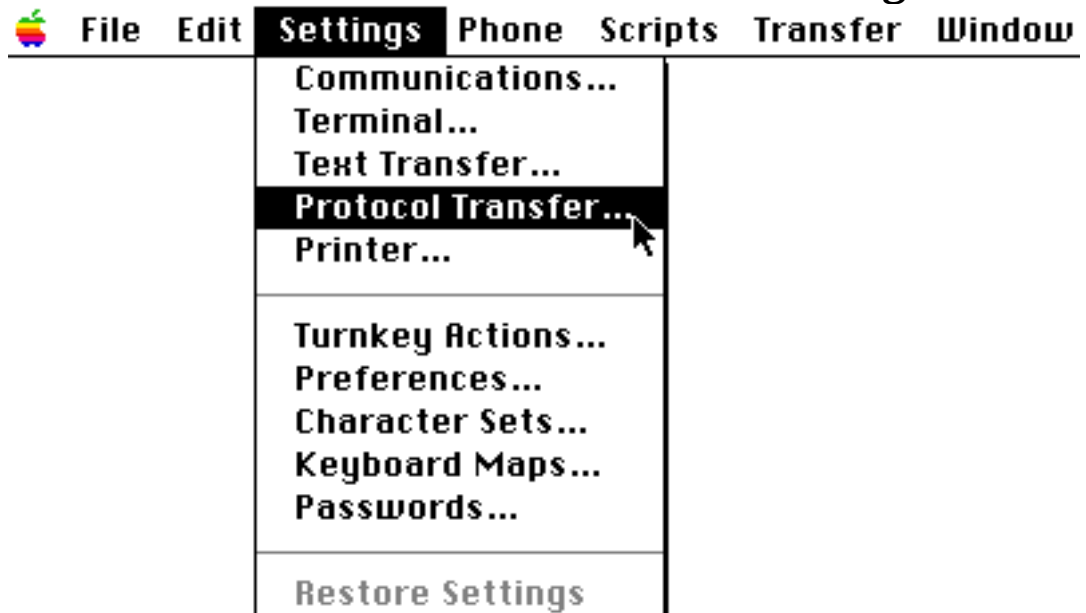 File Edit Settings Phone Scripts Transfer Window
Communications...
Terminal...
Text Transfer...
Protocol Transfer...
Printer...
Turnkey Actions...
Preferences...
Character Sets...
Keyboard Maps...
Passwords...
Restore Settings